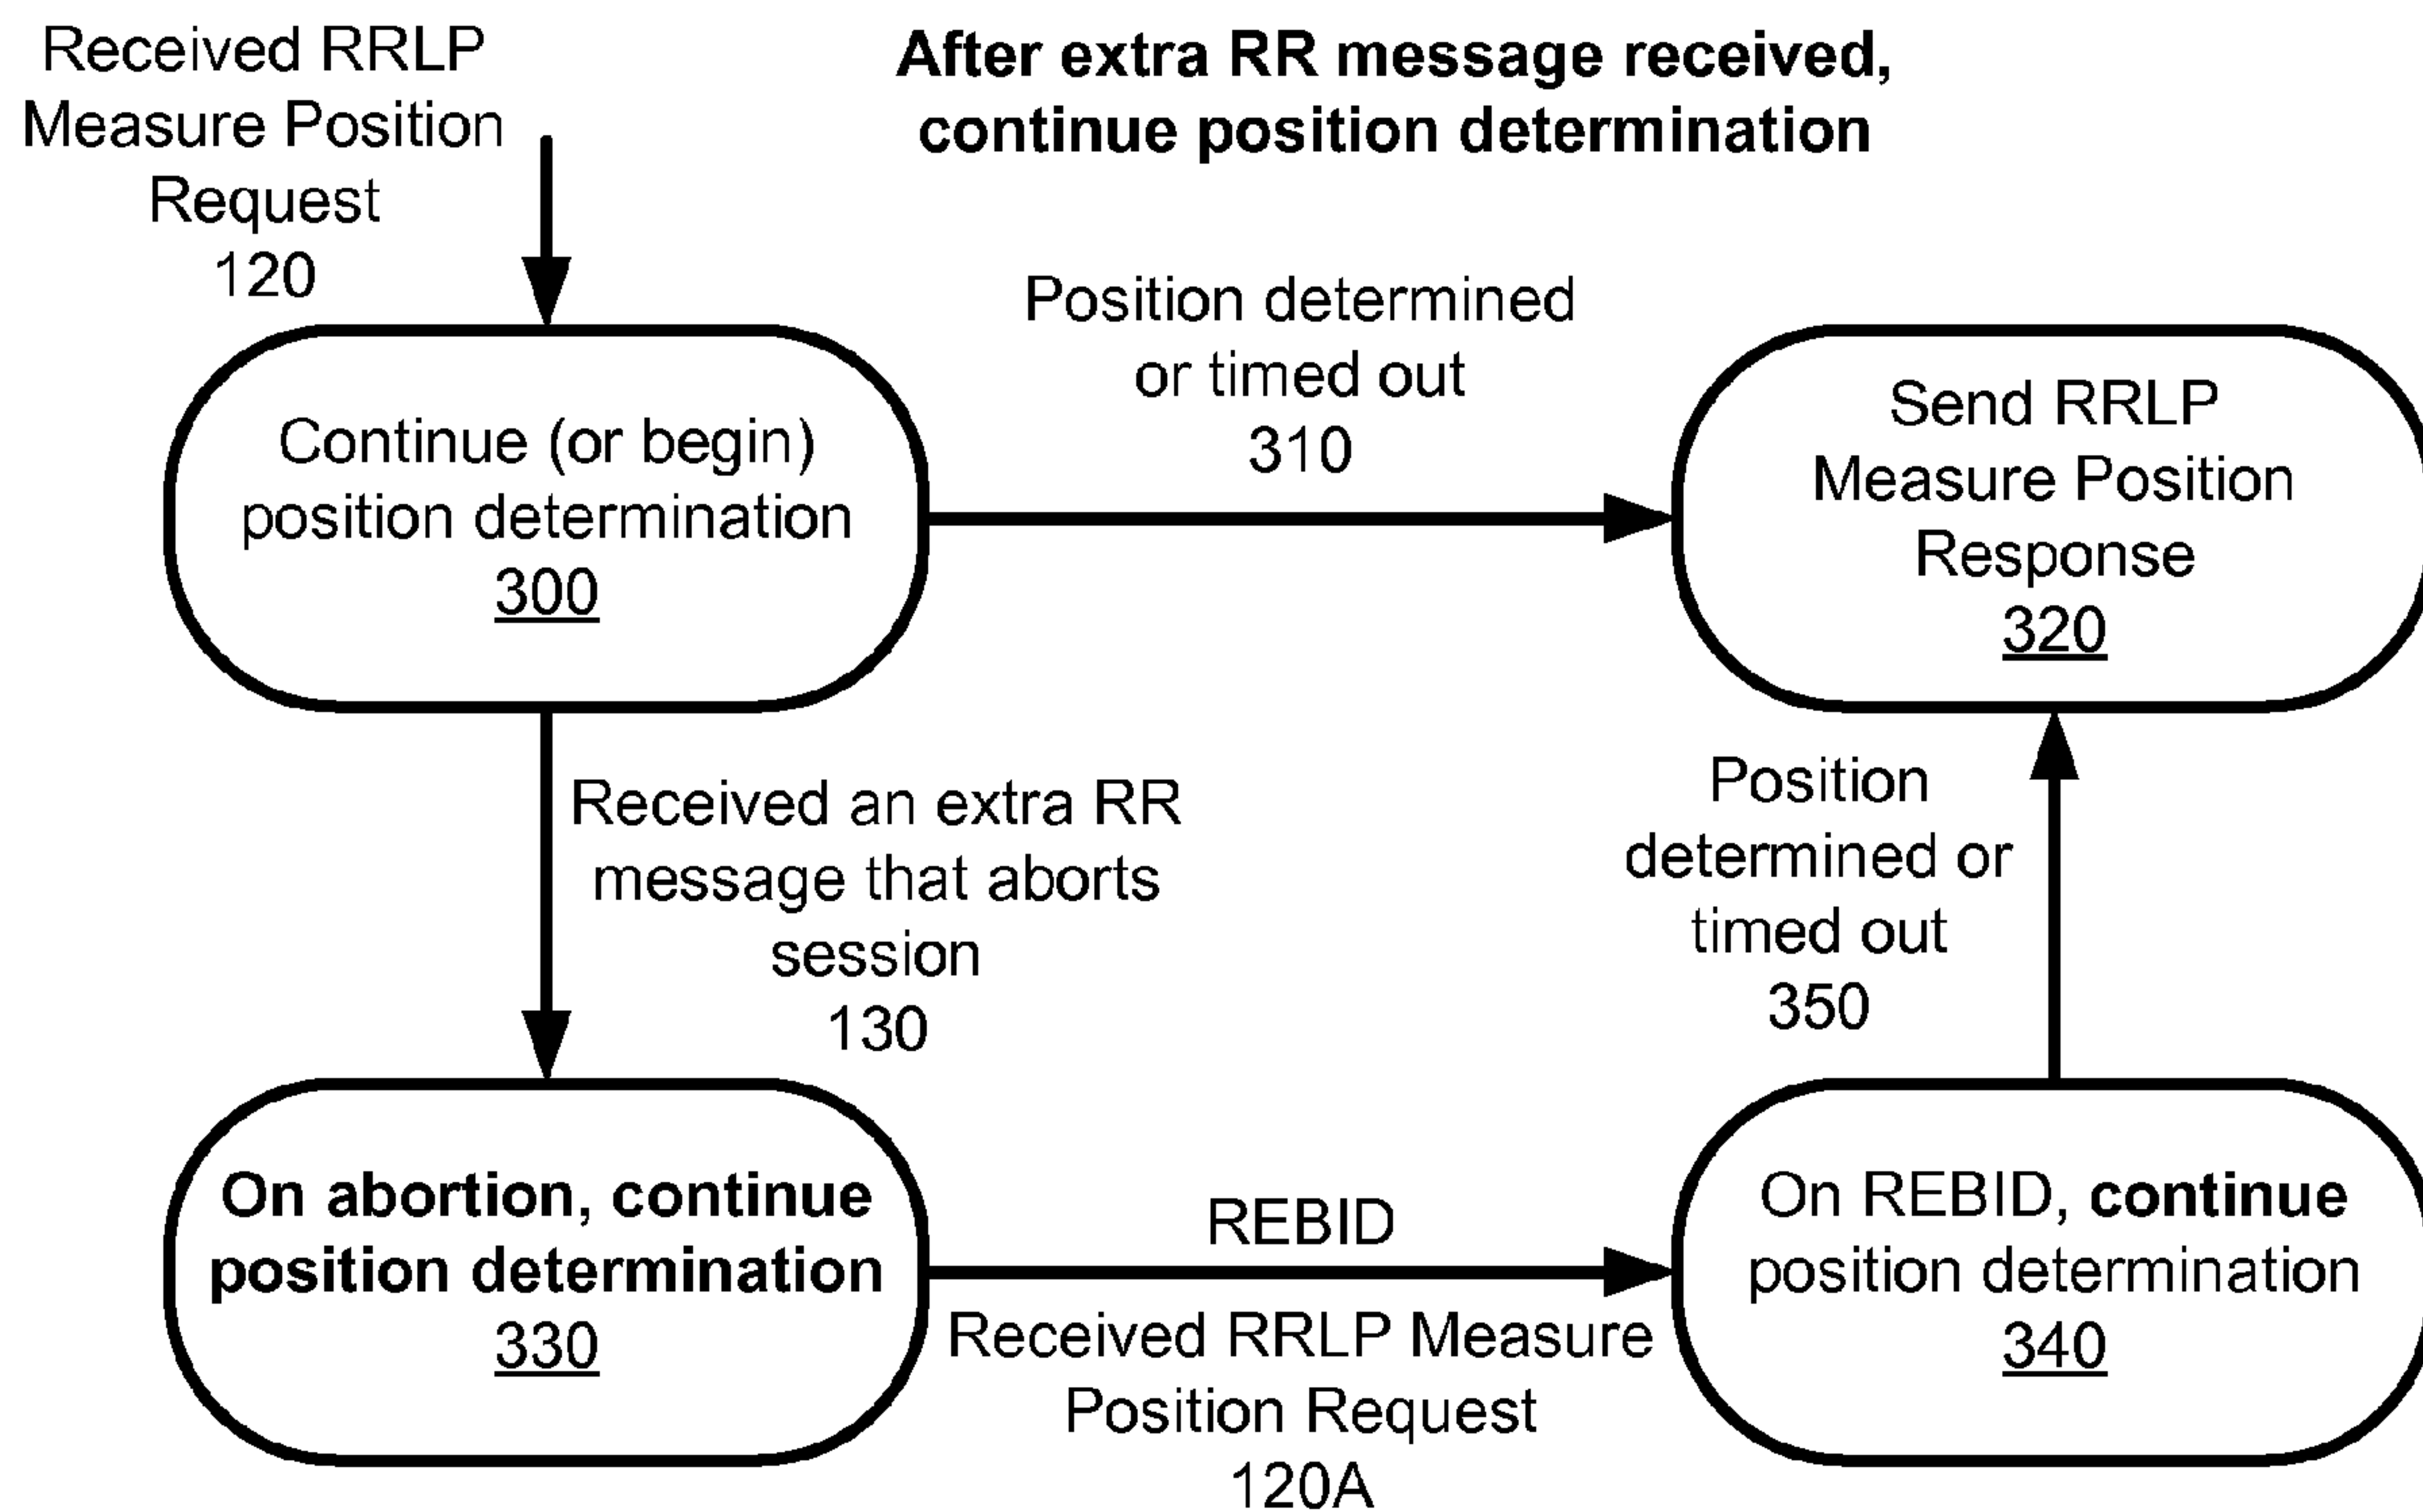 Received RRLP
Measure Position
Request
120
After extra RR message received,
continue position determination
Continue (or begin)
position determination
300
Position determined
or timed out
310
Send RRLP
Measure Position
Response
320
Received an extra RR
message that aborts
session
130
Position
determined or
timed out
350
On abortion, continue
position determination
330
REBID
Received RRLP Measure
Position Request
120A
On REBID, continue
position determination
340